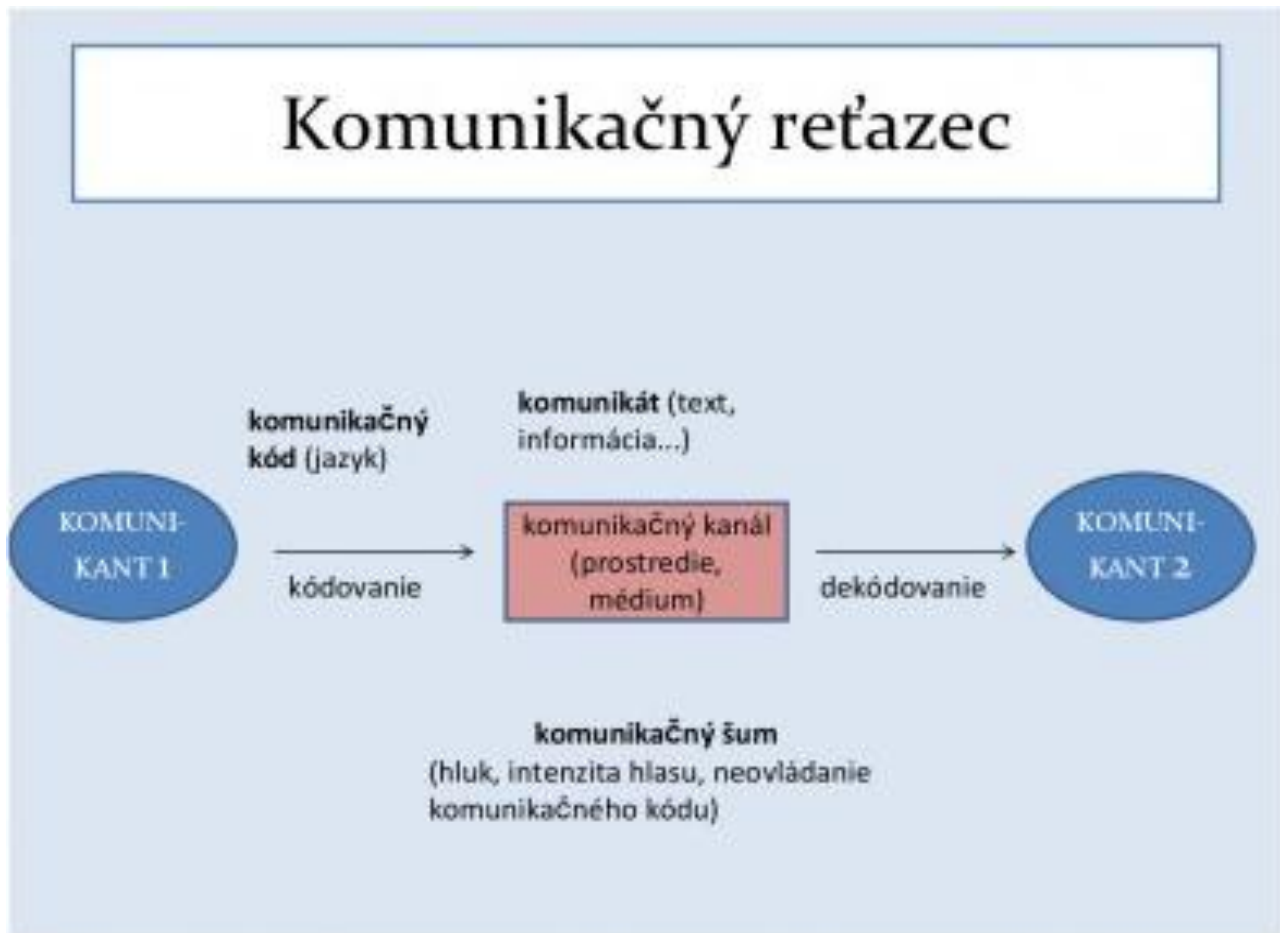 Komunikačný reťazec
komunikačný
kód (jazyk)
komunikát (text,
informácia...)
KOMUNI-
KANT 1
kódovanie
komunikačný kanál
(prostredie,
médium)
dekódovanie
KOMUNI-
KANT 2
komunikačný šum
(hluk, intenzita hlasu, neovládanie
komunikačného kódu)